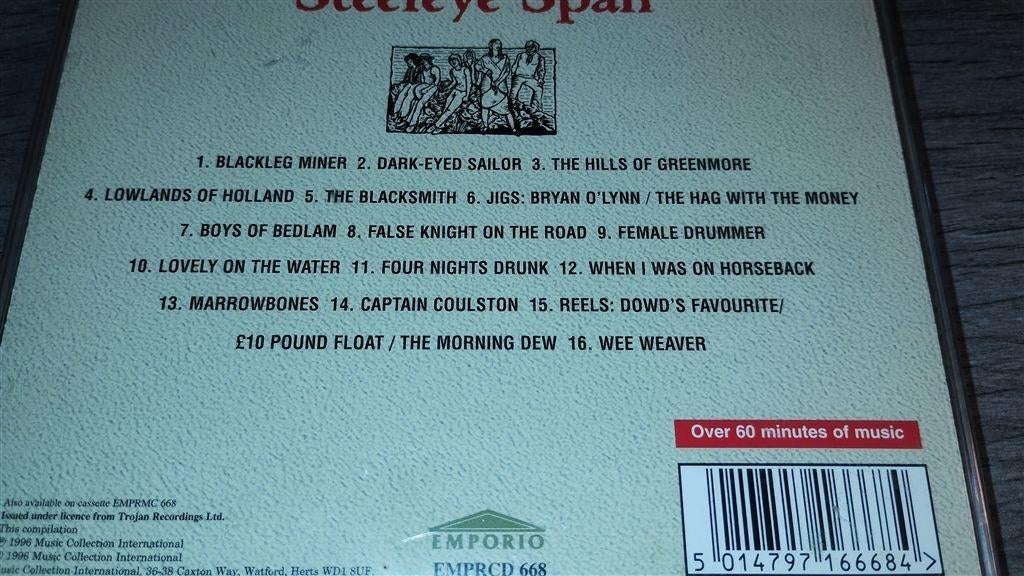 Steeleye Span
1. BLACKLEG MINER 2. DARK-EYED SAILOR 3. THE HILLS OF GREENMORE
4. LOWLANDS OF HOLLAND 5. THE BLACKSMITH 6. JIGS: BRYAN O'LYNN / THE HAG WITH THE MONEY
7. BOYS OF BEDLAM 8. FALSE KNIGHT ON THE ROAD 9. FEMALE DRUMMER
10. LOVELY ON THE WATER 11. FOUR NIGHTS DRUNK 12. WHEN I WAS ON HORSEBACK
13. MARROWBONES 14. CAPTAIN COULSTON 15. REELS: DOWD'S FAVOURITE/
£10 POUND FLOAT / THE MORNING DEW 16. WEE WEAVER
Over 60 minutes of music
Also available on cassette EMPRMC 668
Issued under licence from Trojan Recordings Ltd.
This compilation
℗ 1996 Music Collection International
© 1996 Music Collection International
Music Collection International, 36-38 Caxton Way, Watford, Herts WD1 8UF.
EMPORIO
EMPRCD 668
5 014797 166684 >